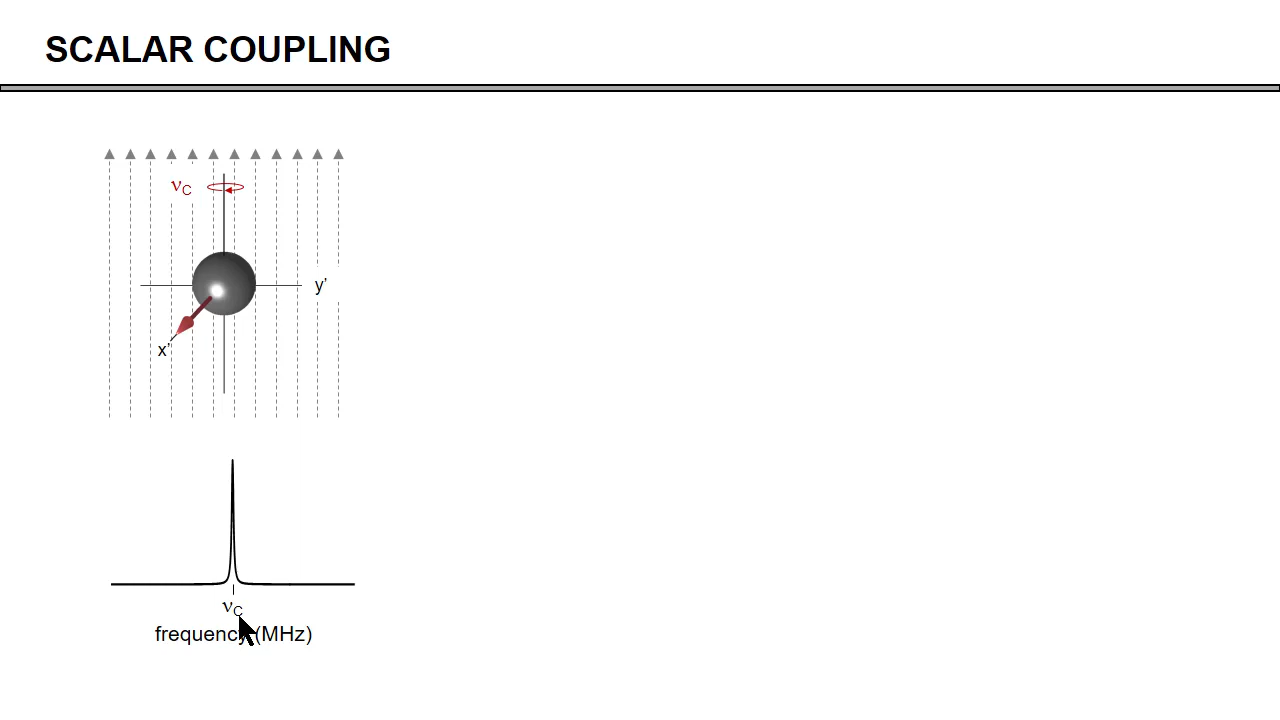 SCALAR COUPLING
νC
y’
x’
νC
frequency (MHz)